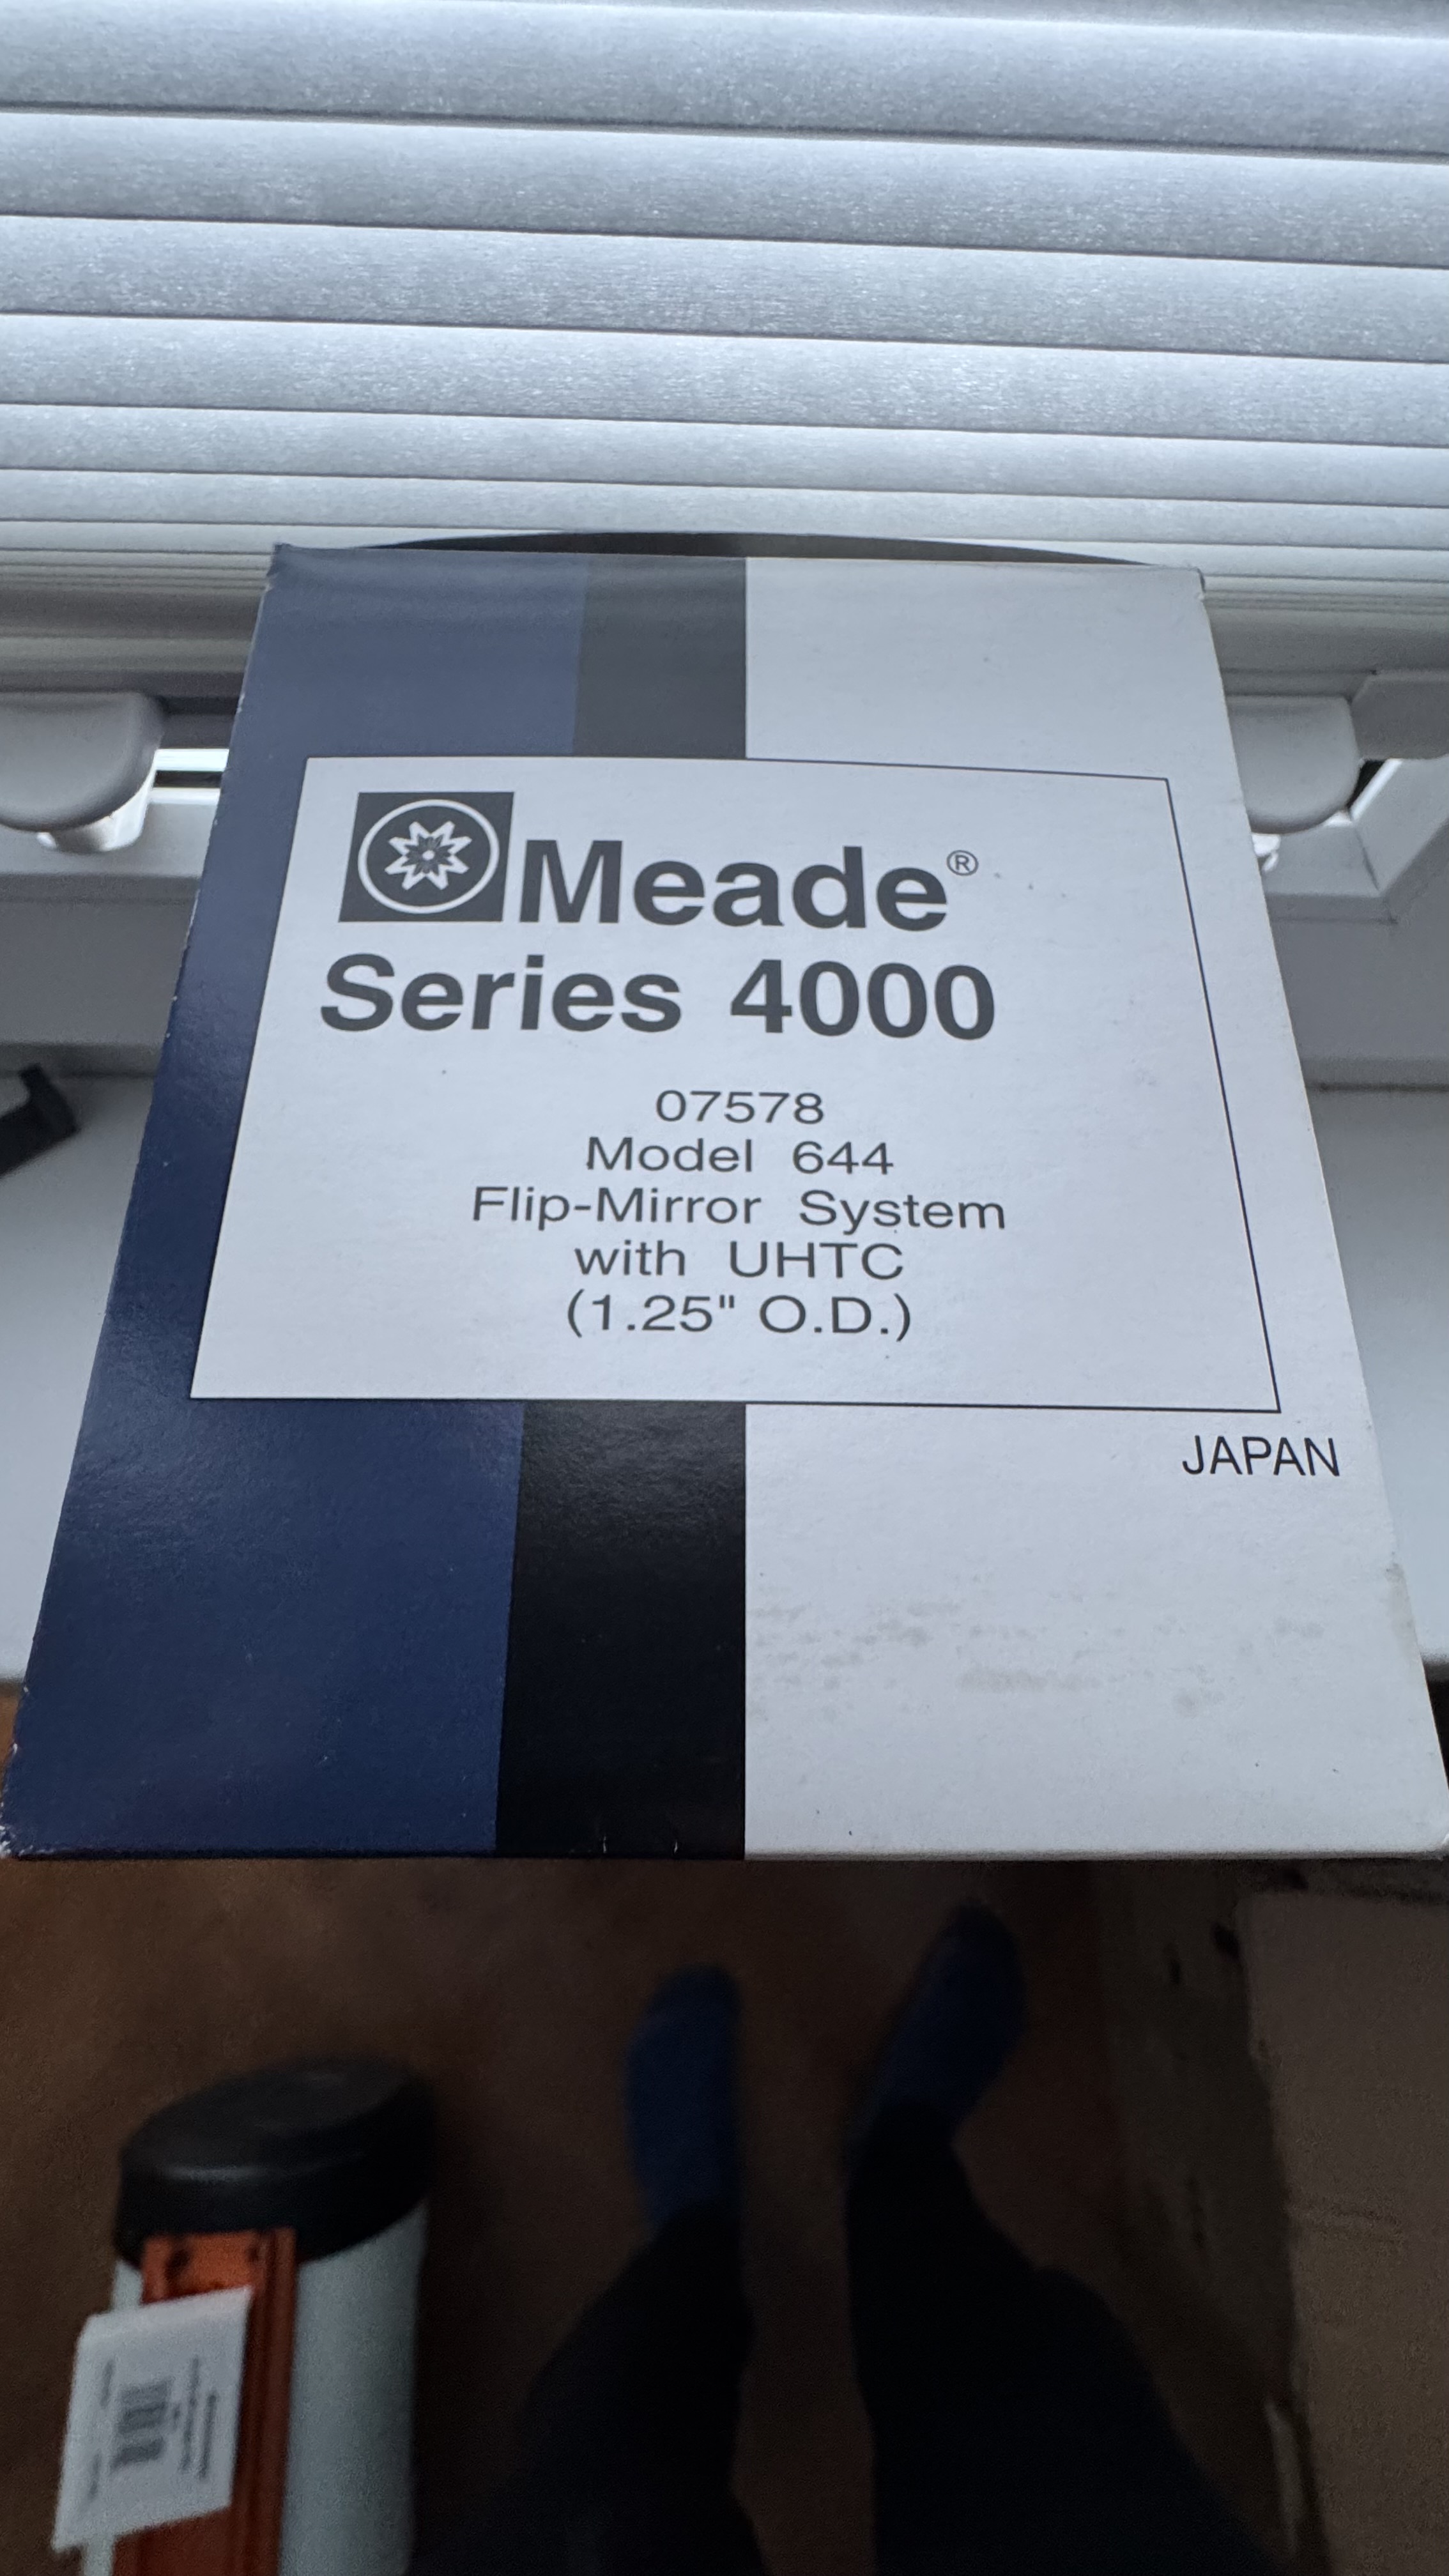 Meade®
Series 4000
07578
Model 644
Flip-Mirror System
with UHTC
(1.25" O.D.)
JAPAN